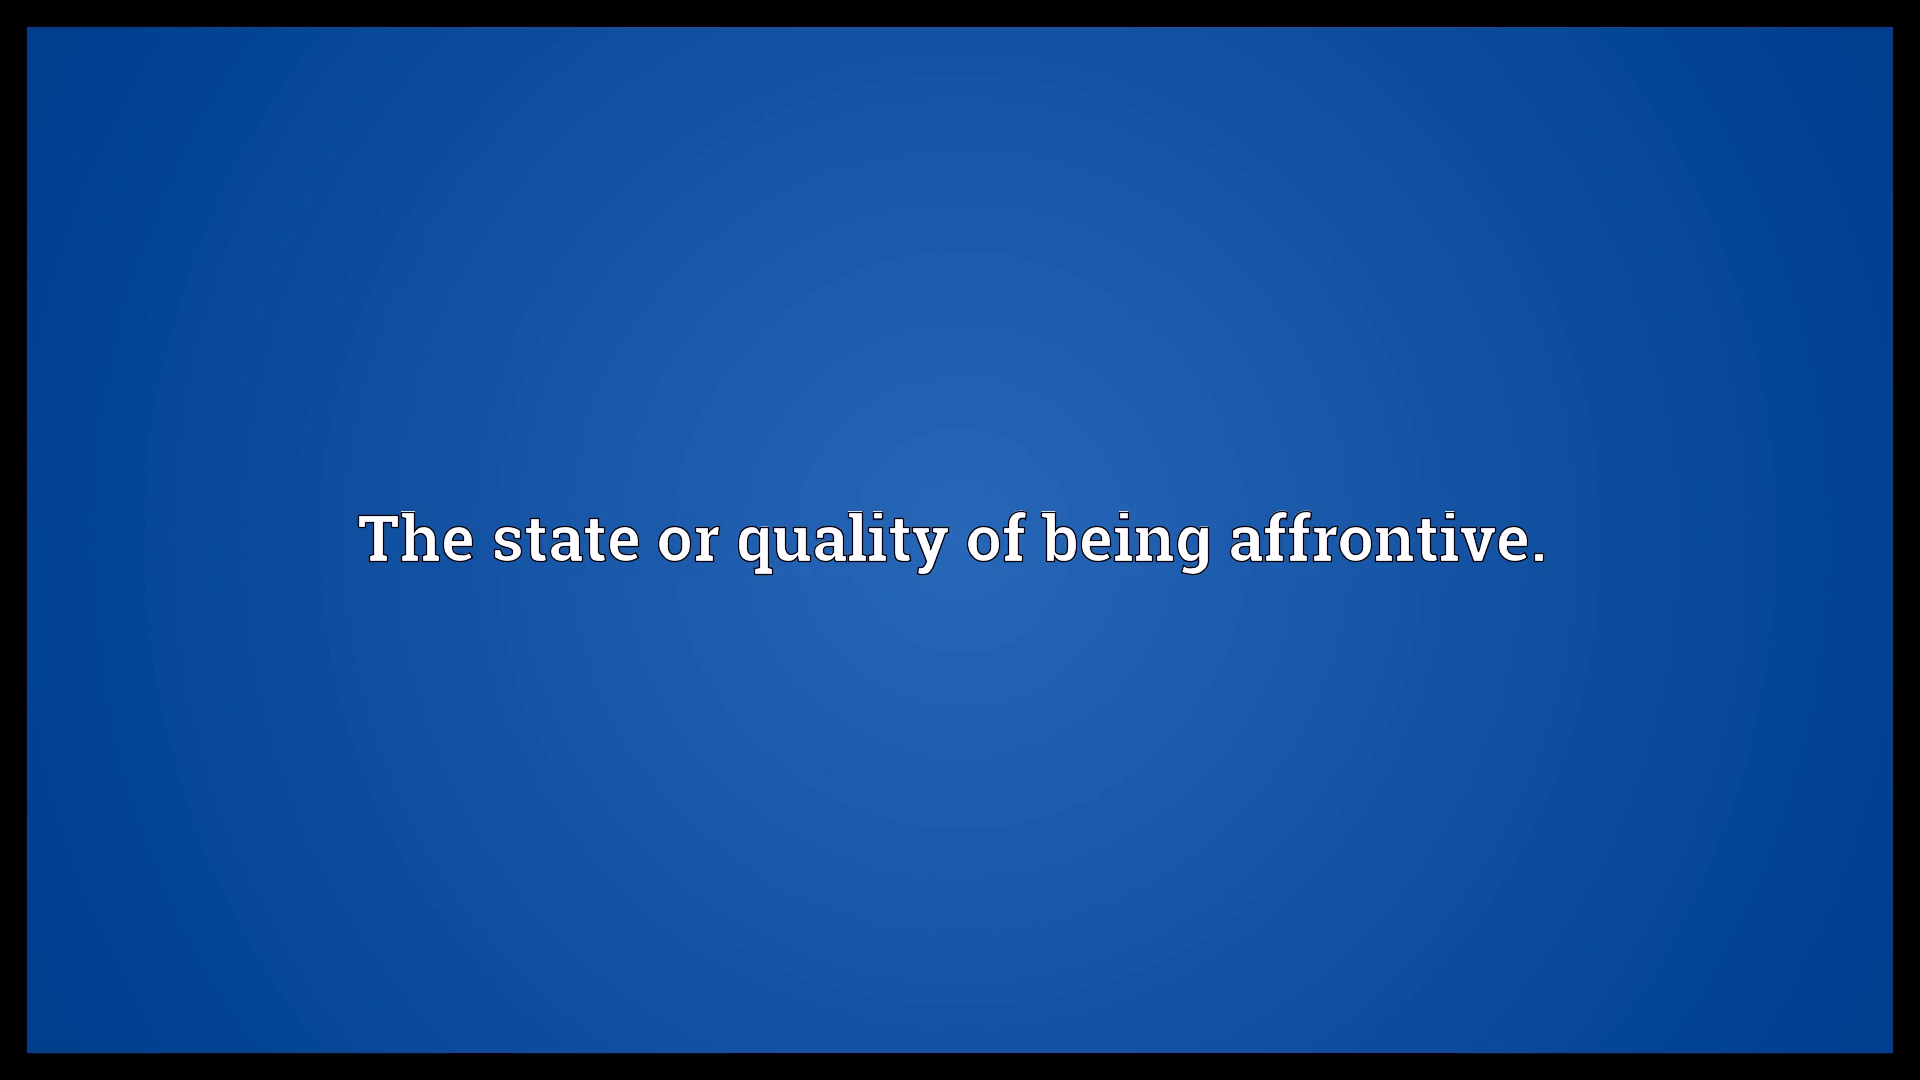 The state or quality of being affrontive.